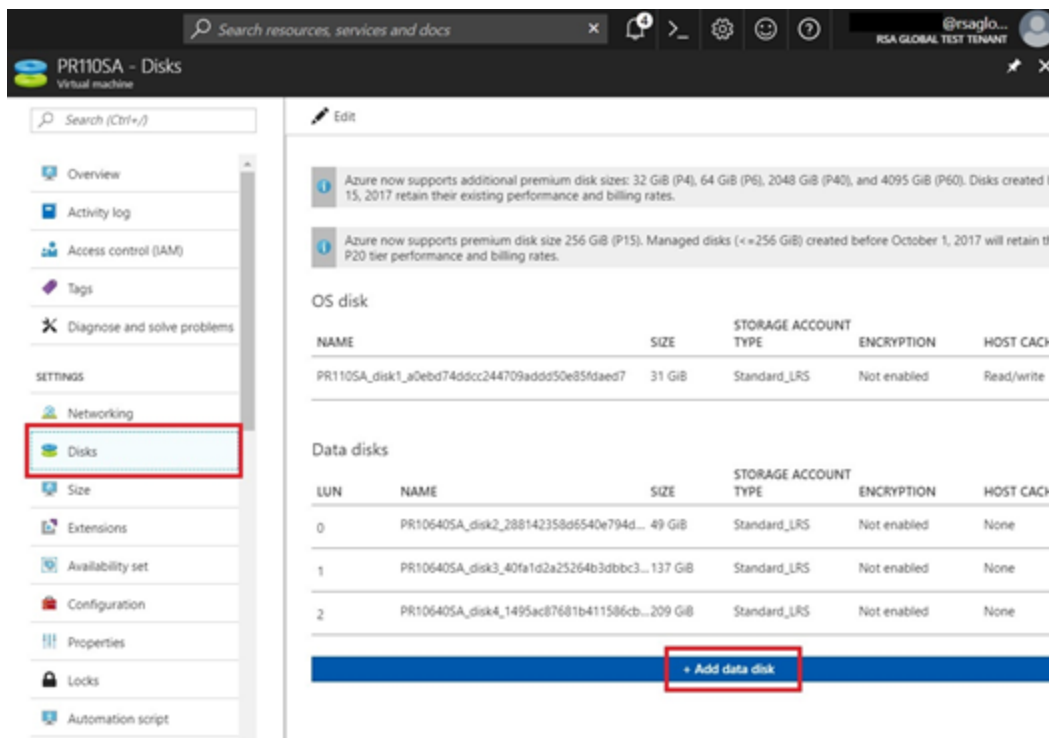 Search resources, services and docs
4
@rsaglo...
RSA GLOBAL TEST TENANT
PR110SA - Disks
Virtual machine
Search (Ctrl+/)
Edit
Overview
Activity log
Access control (IAM)
Tags
Diagnose and solve problems
SETTINGS
Networking
Disks
Size
Extensions
Availability set
Configuration
Properties
Locks
Automation script
Azure now supports additional premium disk sizes: 32 GiB (P4), 64 GiB (P6), 2048 GiB (P40), and 4095 GiB (P60). Disks created
15, 2017 retain their existing performance and billing rates.
Azure now supports premium disk size 256 GiB (P15). Managed disks (<=256 GiB) created before October 1, 2017 will retain th
P20 tier performance and billing rates.
OS disk
NAME SIZE STORAGE ACCOUNT TYPE ENCRYPTION HOST CACH
PR110SA_disk1_a0ebd74ddcc244709addd50e85fdaed7 31 GiB Standard_LRS Not enabled Read/write
Data disks
LUN NAME SIZE STORAGE ACCOUNT TYPE ENCRYPTION HOST CACH
0 PR10640SA_disk2_288142358d6540e794d... 49 GiB Standard_LRS Not enabled None
1 PR10640SA_disk3_40fa1d2a25264b3dbbc3... 137 GiB Standard_LRS Not enabled None
2 PR10640SA_disk4_1495ac87681b411586cb... 209 GiB Standard_LRS Not enabled None
+ Add data disk